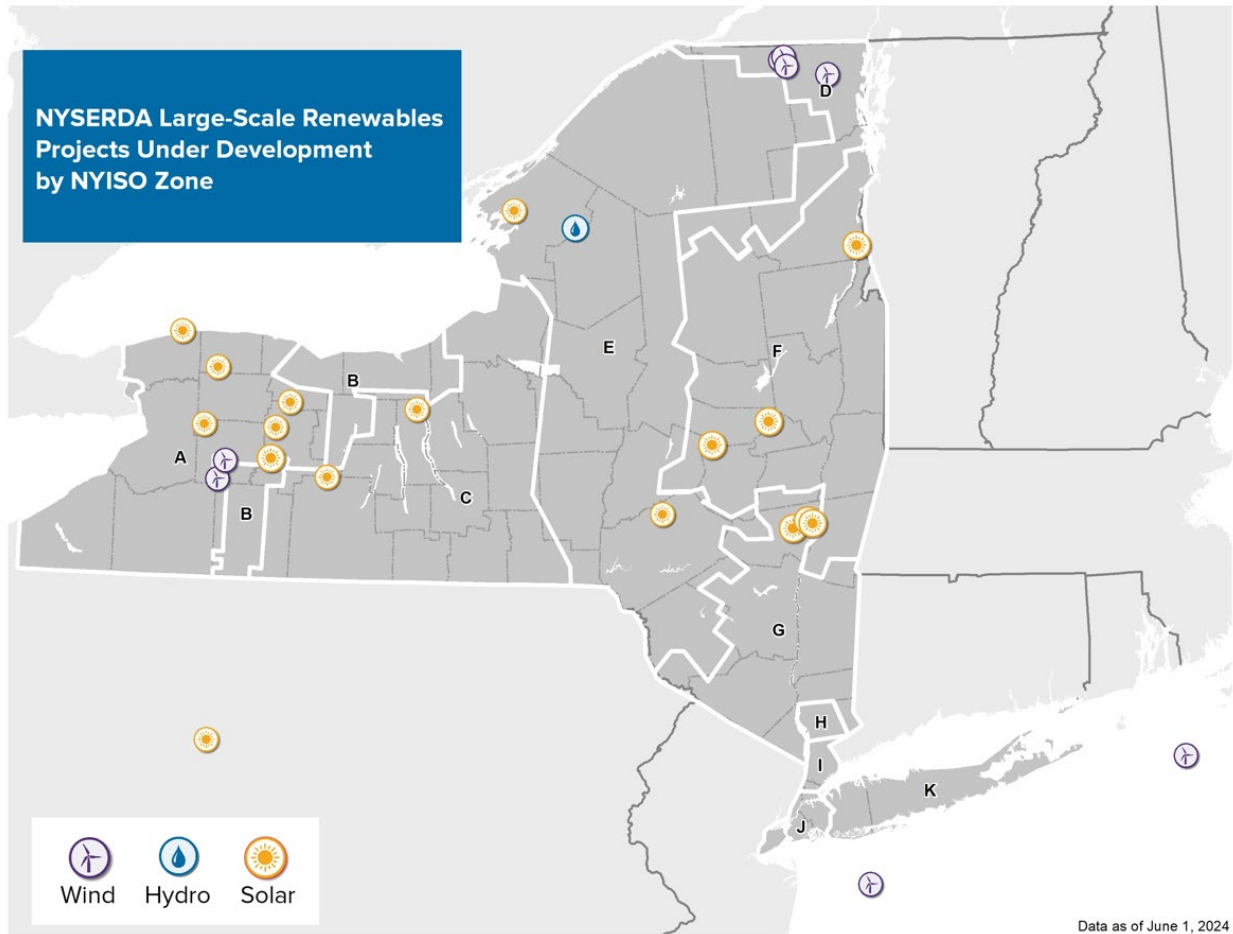 NYSERDA Large-Scale Renewables
Projects Under Development
by NYISO Zone
D
E
F
B
A
C
B
G
H
I
K
J
Wind
Hydro
Solar
Data as of June 1, 2024